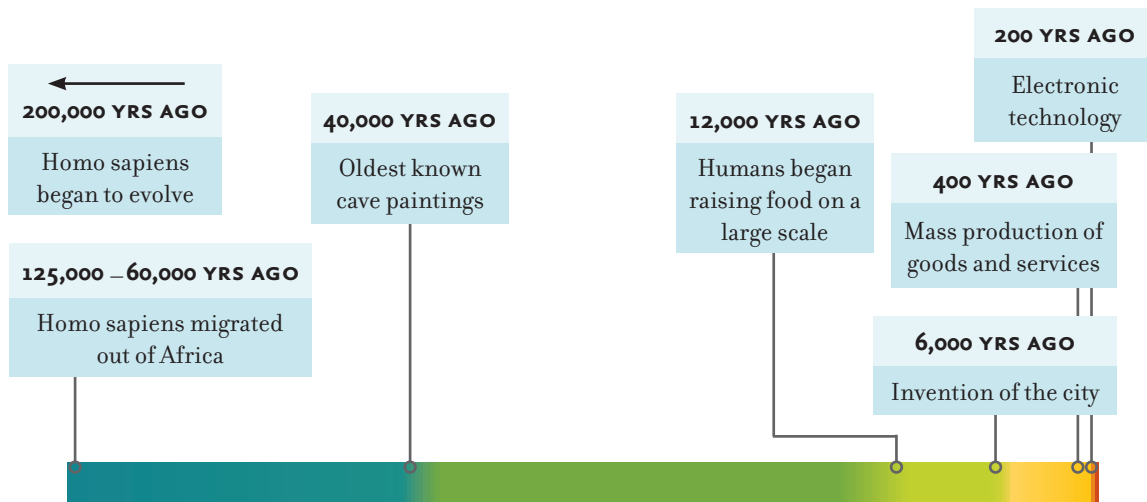 200,000 YRS AGO
Homo sapiens
began to evolve
125,000 – 60,000 YRS AGO
Homo sapiens migrated
out of Africa
40,000 YRS AGO
Oldest known
cave paintings
12,000 YRS AGO
Humans began
raising food on a
large scale
6,000 YRS AGO
Invention of the city
400 YRS AGO
Mass production of
goods and services
200 YRS AGO
Electronic
technology